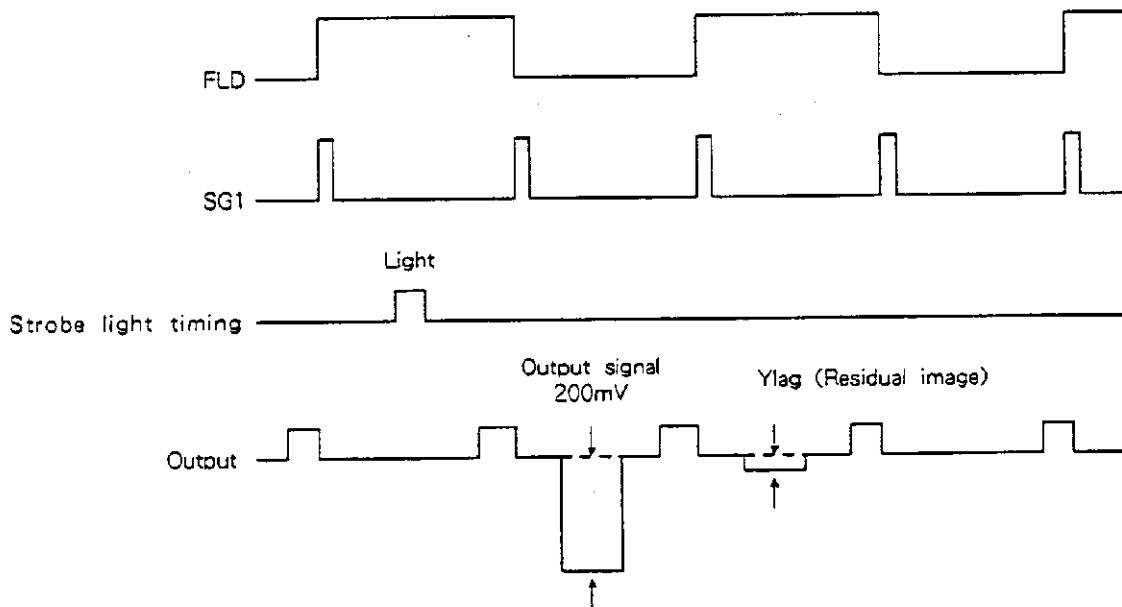 FLD
SG1
Light
Strobe light timing
Output signal
200mV
Ylag (Residual image)
Output